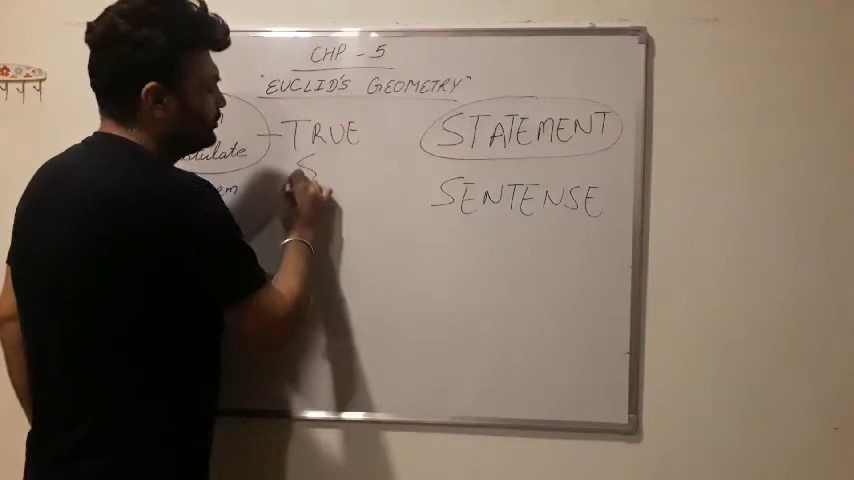 CHP - 5
"EUCLID'S GEOMETRY"
TRUE
STATEMENT
S
SENTENSE